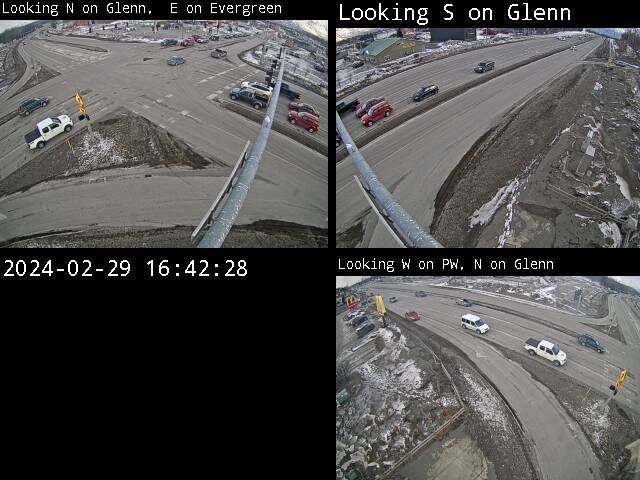 Looking N on Glenn, E on Evergreen
Looking S on Glenn
2024-02-29 16:42:28
Looking W on PW, N on Glenn